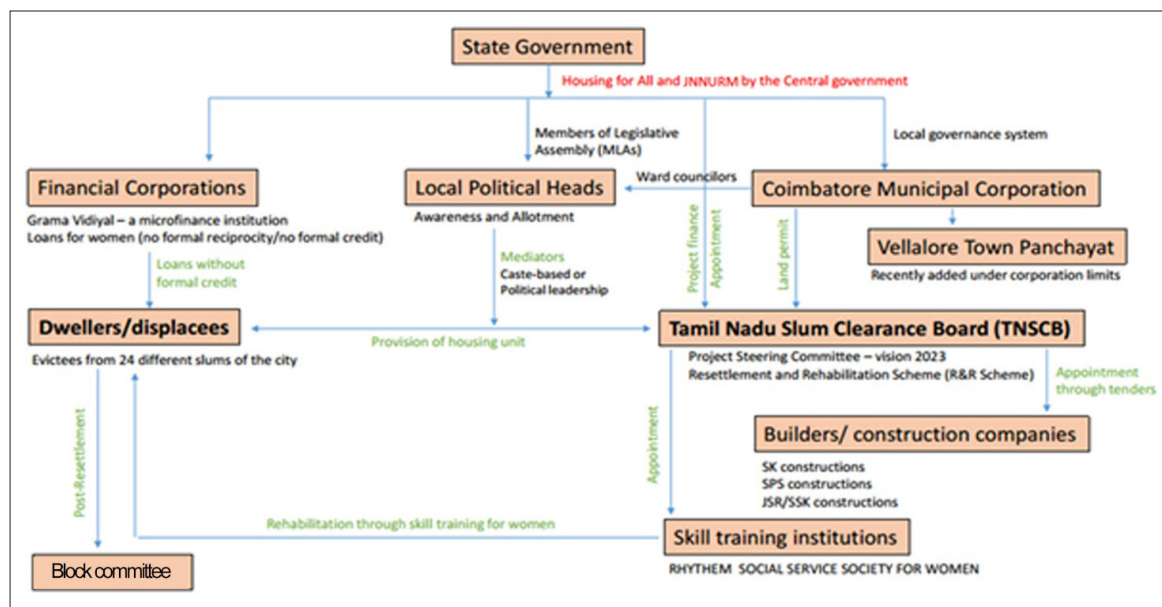 State Government
Housing for All and JNNURM by the Central government
Members of Legislative
Assembly (MLAs)
Local governance system
Financial Corporations
Local Political Heads
Ward councilors
Coimbatore Municipal Corporation
Grama Vidiyal – a microfinance institution
Loans for women (no formal reciprocity/no formal credit)
Awareness and Allotment
Project finance
Appointment
Land permit
Vellalore Town Panchayat
Recently added under corporation limits
Loans without
formal credit
Mediators
Caste-based or
Political leadership
Dwellers/displacees
Provision of housing unit
Tamil Nadu Slum Clearance Board (TNSCB)
Evictees from 24 different slums of the city
Project Steering Committee – vision 2023
Resettlement and Rehabilitation Scheme (R&R Scheme)
Appointment
through tenders
Post-Resettlement
Appointment
Builders/ construction companies
SK constructions
SPS constructions
JSR/SSK constructions
Rehabilitation through skill training for women
Skill training institutions
RHYTHEM SOCIAL SERVICE SOCIETY FOR WOMEN
Block committee